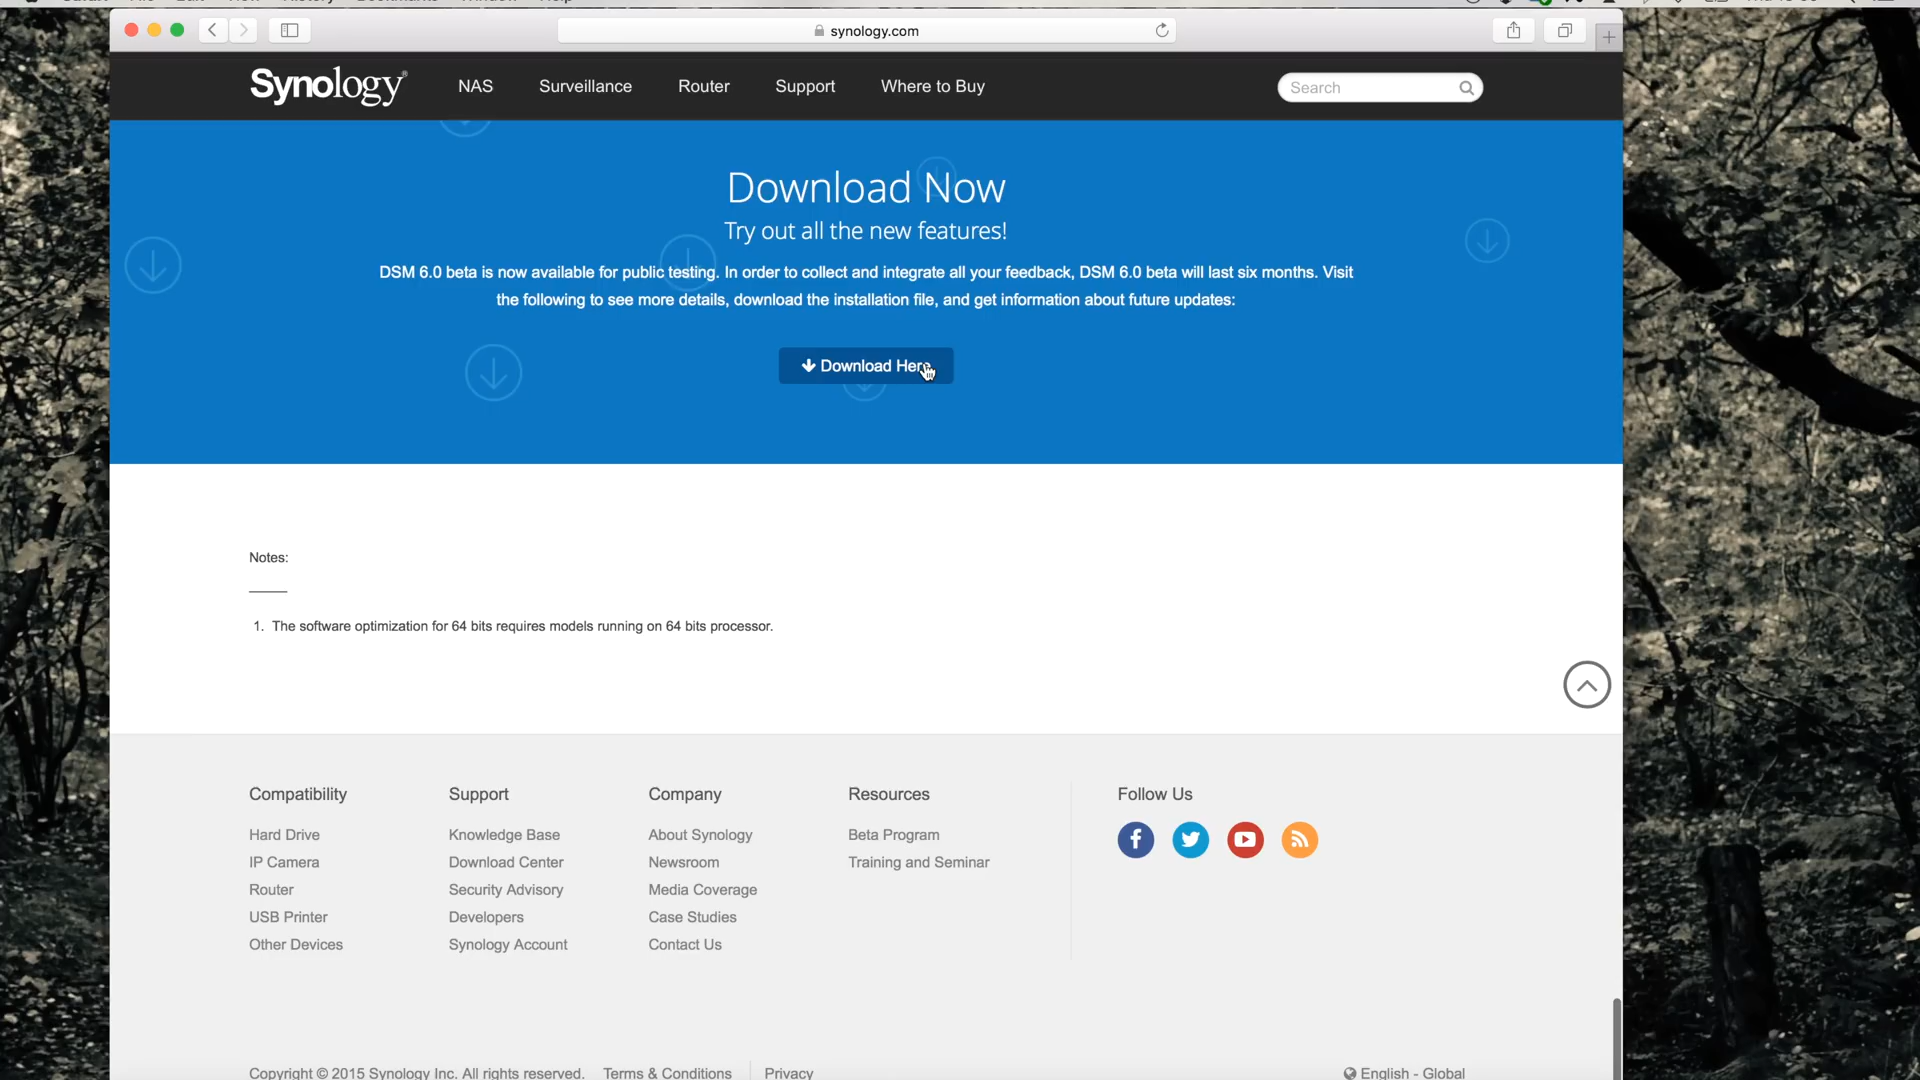 synology.com
Synology
NAS Surveillance Router Support Where to Buy
Search
Download Now
Try out all the new features!
DSM 6.0 beta is now available for public testing. In order to collect and integrate all your feedback, DSM 6.0 beta will last six months. Visit
the following to see more details, download the installation file, and get information about future updates:
Download Here
Notes:
1. The software optimization for 64 bits requires models running on 64 bits processor.
Compatibility
Hard Drive
IP Camera
Router
USB Printer
Other Devices
Support
Knowledge Base
Download Center
Security Advisory
Developers
Synology Account
Company
About Synology
Newsroom
Media Coverage
Case Studies
Contact Us
Resources
Beta Program
Training and Seminar
Follow Us
Copyright © 2015 Synology Inc. All rights reserved. Terms & Conditions Privacy
English - Global